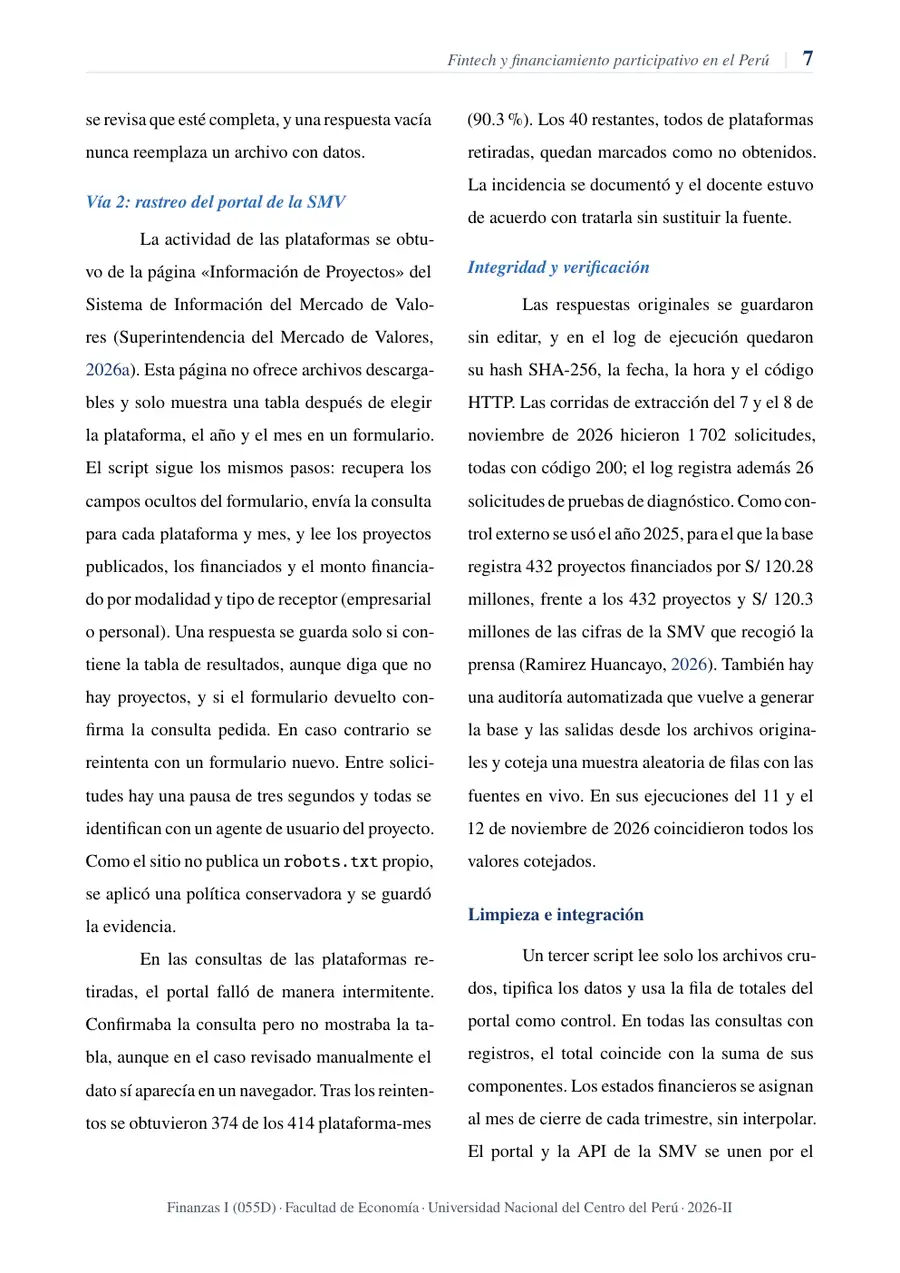 Fintech y financiamiento participativo en el Perú | 7
se revisa que esté completa, y una respuesta vacía
nunca reemplaza un archivo con datos.
Vía 2: rastreo del portal de la SMV
La actividad de las plataformas se obtu-
vo de la página «Información de Proyectos» del
Sistema de Información del Mercado de Valo-
res (Superintendencia del Mercado de Valores,
2026a). Esta página no ofrece archivos descarga-
bles y solo muestra una tabla después de elegir
la plataforma, el año y el mes en un formulario.
El script sigue los mismos pasos: recupera los
campos ocultos del formulario, envía la consulta
para cada plataforma y mes, y lee los proyectos
publicados, los financiados y el monto financia-
do por modalidad y tipo de receptor (empresarial
o personal). Una respuesta se guarda solo si con-
tiene la tabla de resultados, aunque diga que no
hay proyectos, y si el formulario devuelto con-
firma la consulta pedida. En caso contrario se
reintenta con un formulario nuevo. Entre solici-
tudes hay una pausa de tres segundos y todas se
identifican con un agente de usuario del proyecto.
Como el sitio no publica un robots.txt propio,
se aplicó una política conservadora y se guardó
la evidencia.
En las consultas de las plataformas re-
tiradas, el portal falló de manera intermitente.
Confirmaba la consulta pero no mostraba la ta-
bla, aunque en el caso revisado manualmente el
dato sí aparecía en un navegador. Tras los reinten-
tos se obtuvieron 374 de los 414 plataforma-mes
(90.3 %). Los 40 restantes, todos de plataformas
retiradas, quedan marcados como no obtenidos.
La incidencia se documentó y el docente estuvo
de acuerdo con tratarla sin sustituir la fuente.
Integridad y verificación
Las respuestas originales se guardaron
sin editar, y en el log de ejecución quedaron
su hash SHA-256, la fecha, la hora y el código
HTTP. Las corridas de extracción del 7 y el 8 de
noviembre de 2026 hicieron 1 702 solicitudes,
todas con código 200; el log registra además 26
solicitudes de pruebas de diagnóstico. Como con-
trol externo se usó el año 2025, para el que la base
registra 432 proyectos financiados por S/ 120.28
millones, frente a los 432 proyectos y S/ 120.3
millones de las cifras de la SMV que recogió la
prensa (Ramirez Huancayo, 2026). También hay
una auditoría automatizada que vuelve a generar
la base y las salidas desde los archivos origina-
les y coteja una muestra aleatoria de filas con las
fuentes en vivo. En sus ejecuciones del 11 y el
12 de noviembre de 2026 coincidieron todos los
valores cotejados.
Limpieza e integración
Un tercer script lee solo los archivos cru-
dos, tipifica los datos y usa la fila de totales del
portal como control. En todas las consultas con
registros, el total coincide con la suma de sus
componentes. Los estados financieros se asignan
al mes de cierre de cada trimestre, sin interpolar.
El portal y la API de la SMV se unen por el
Finanzas I (055D) · Facultad de Economía · Universidad Nacional del Centro del Perú · 2026-II